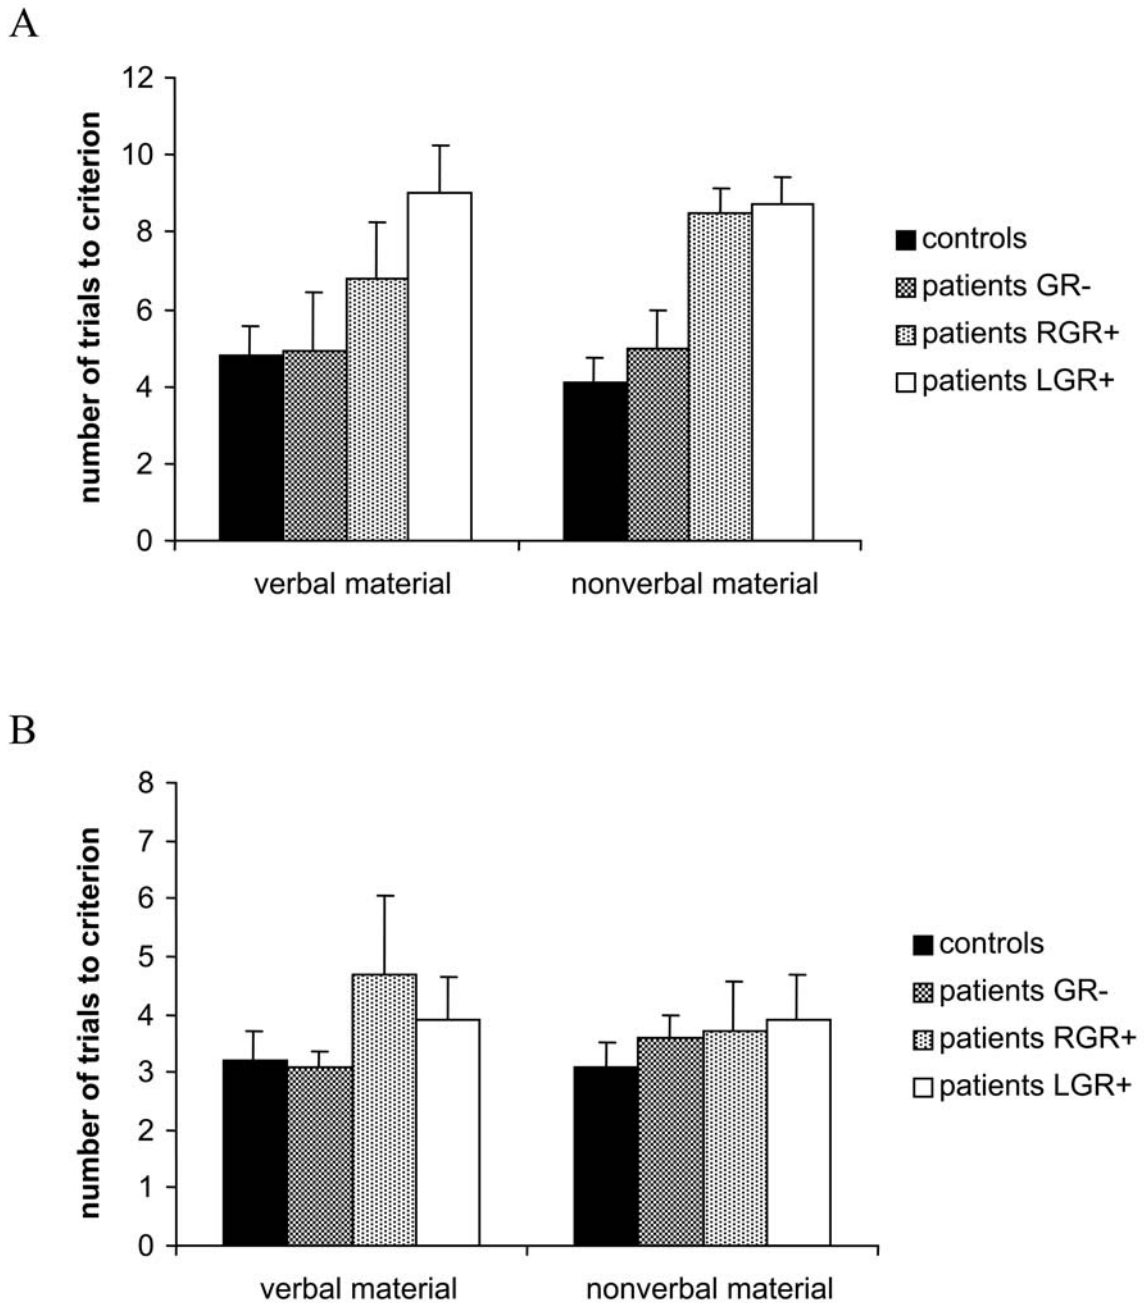 A
number of trials to criterion
12
10
8
6
4
2
0
verbal material
nonverbal material
controls
patients GR-
patients RGR+
patients LGR+
B
number of trials to criterion
8
7
6
5
4
3
2
1
0
verbal material
nonverbal material
controls
patients GR-
patients RGR+
patients LGR+